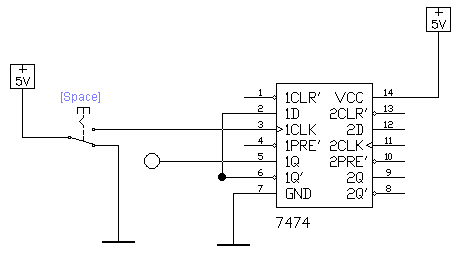 +
5V
+
5V
[Space]
1 1CLR' VCC 14
2 1D 2CLR' 13
3 1CLK 2D 12
4 1PRE' 2CLK 11
5 1Q 2PRE' 10
6 1Q' 2Q 9
7 GND 2Q' 8
7474